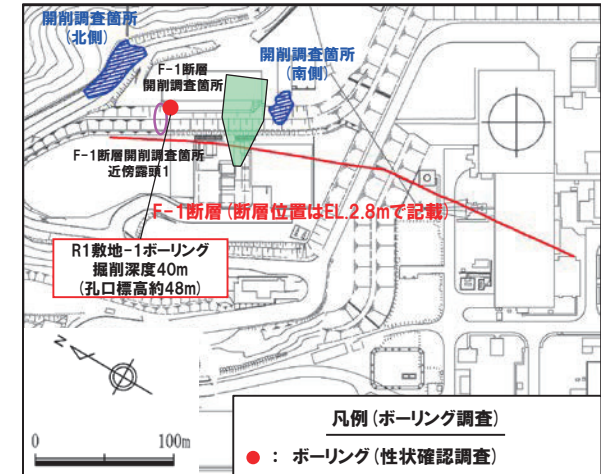 開削調査箇所
(北側)
F-1断層
開削調査箇所
開削調査箇所
(南側)
F-1断層開削調査箇所
近傍露頭1
F-1断層(断層位置はEL.2.8mで記載)
R1敷地-1ボーリング
掘削深度40m
(孔口標高約48m)
N
0 100m
凡例(ボーリング調査)
● : ボーリング(性状確認調査)